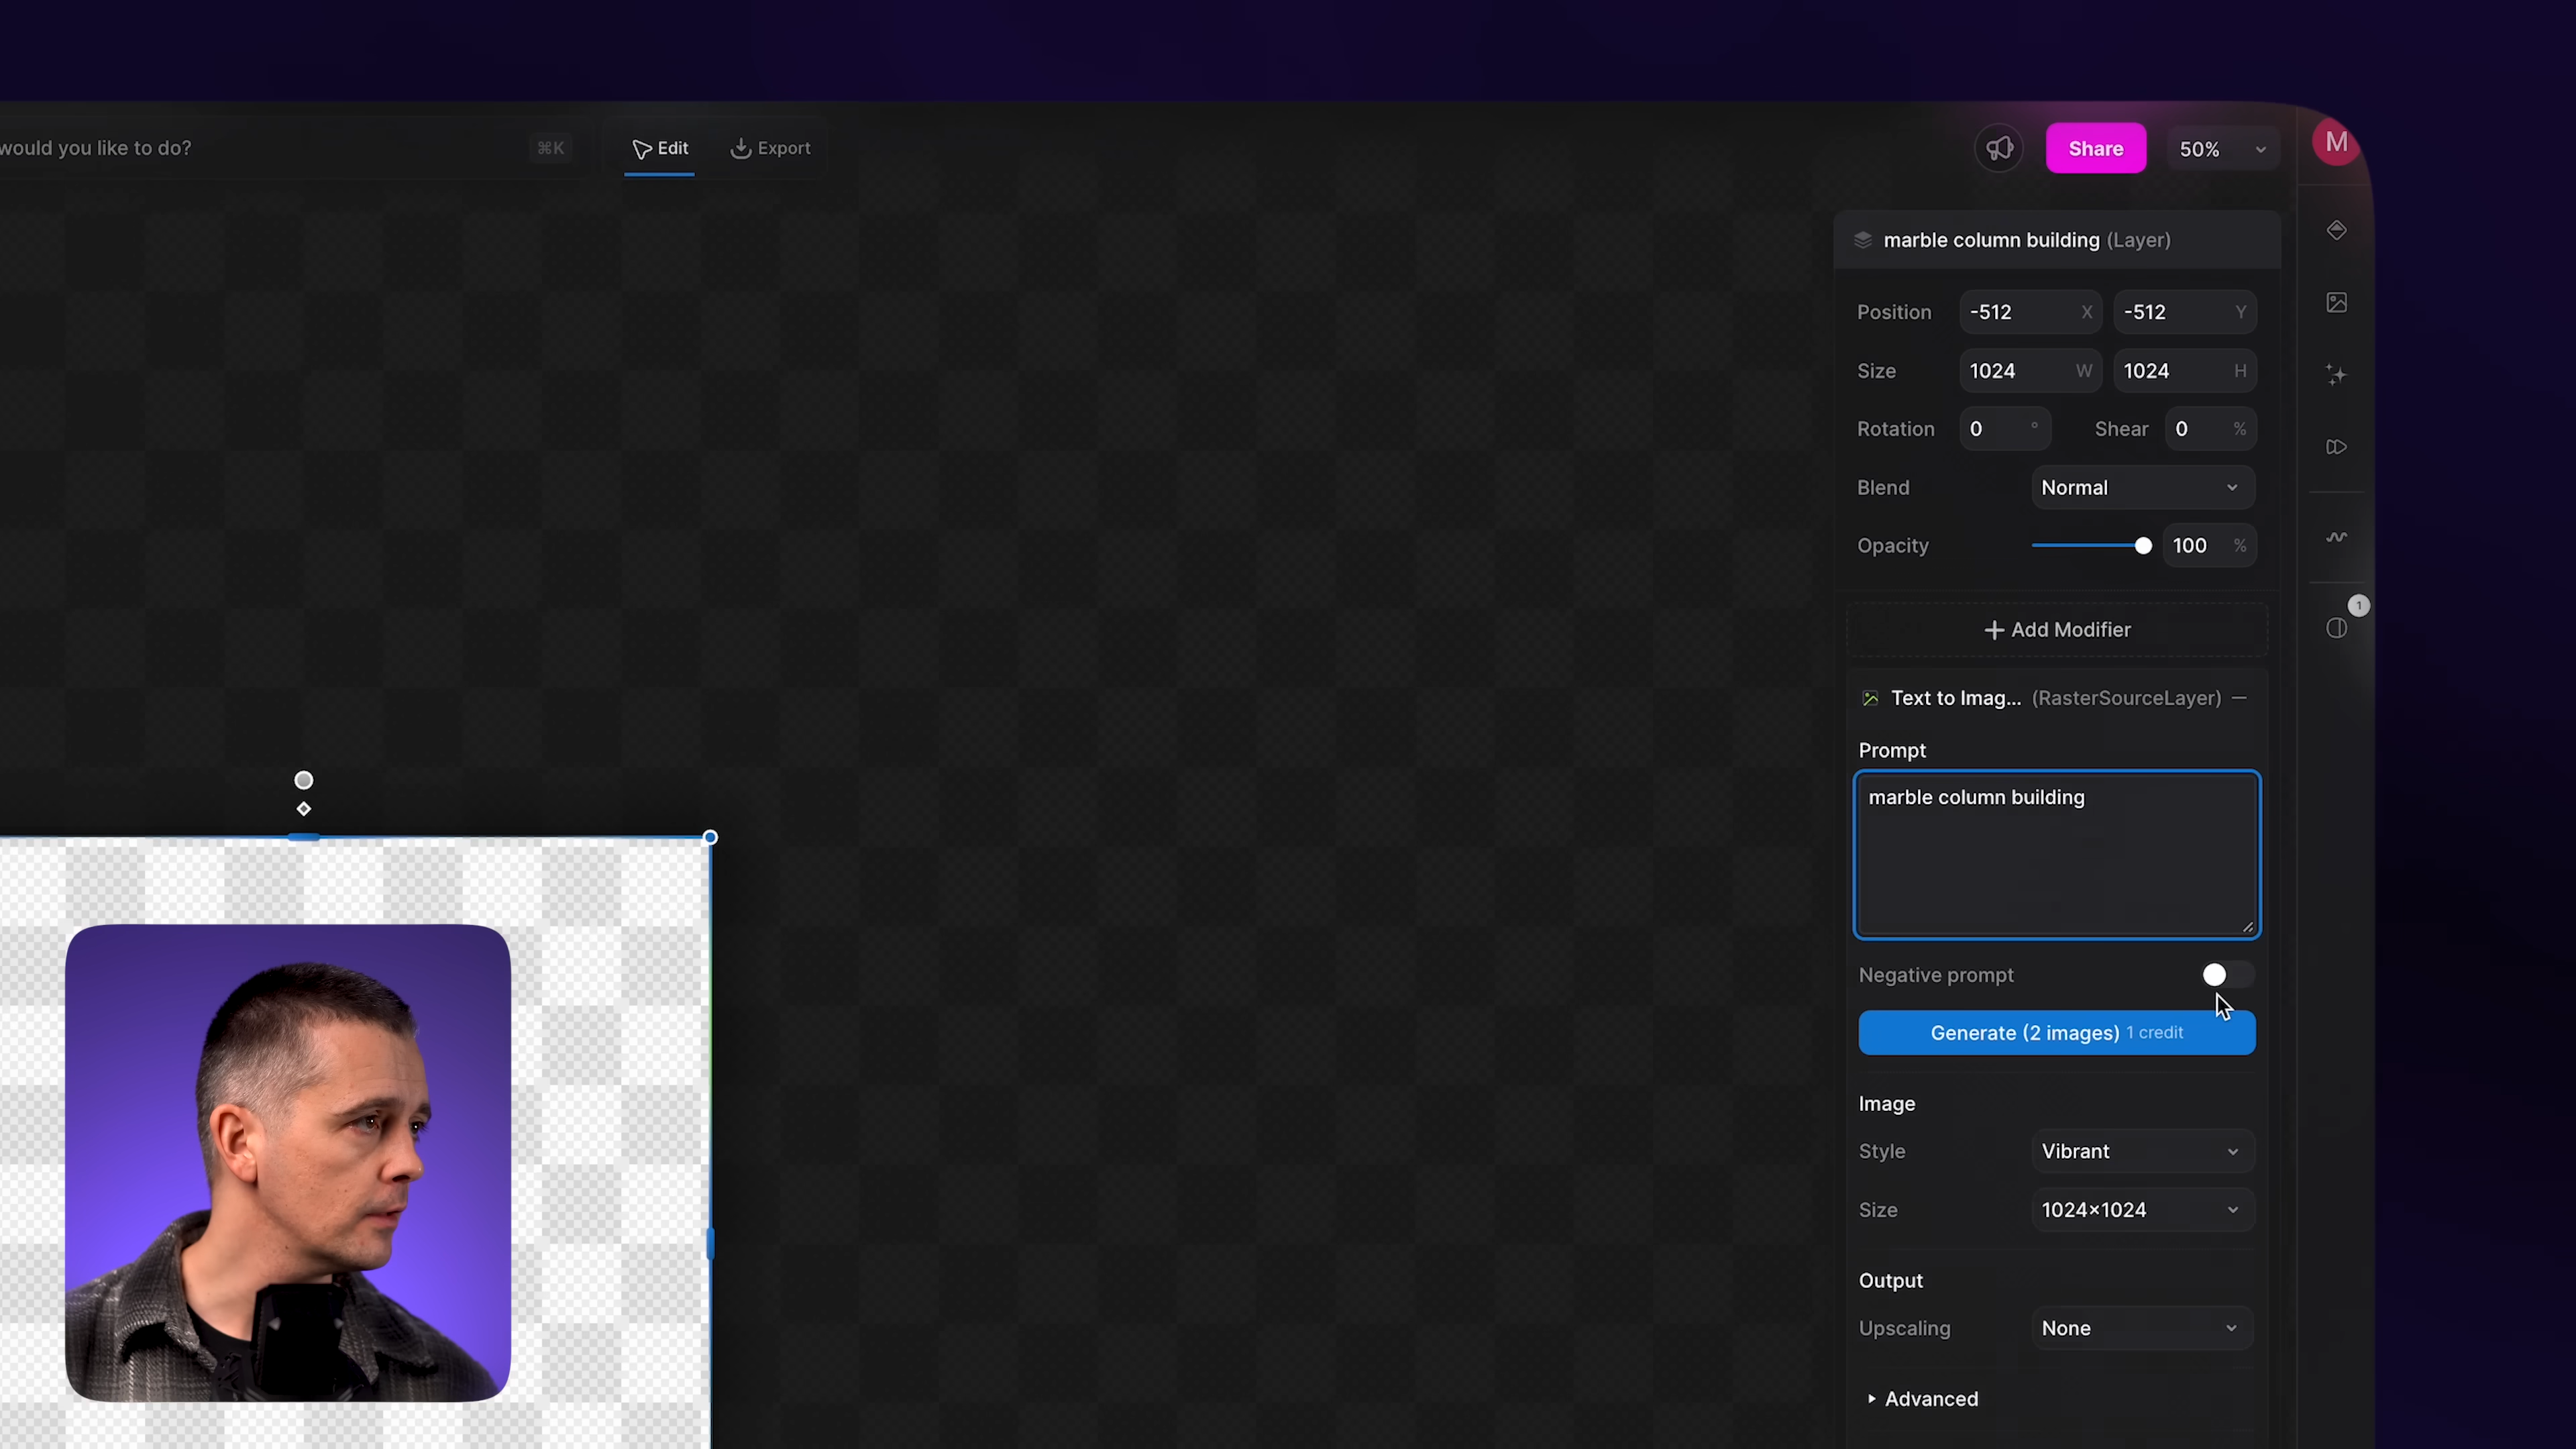 would you like to do?
⌘K
Edit
Export
Share
50%
M
marble column building (Layer)
Position -512 X -512 Y
Size 1024 W 1024 H
Rotation 0 ° Shear 0 %
Blend Normal
Opacity 100 %
1
+ Add Modifier
Text to Imag... (RasterSourceLayer)
Prompt
marble column building
Negative prompt
Generate (2 images) 1 credit
Image
Style Vibrant
Size 1024×1024
Output
Upscaling None
Advanced